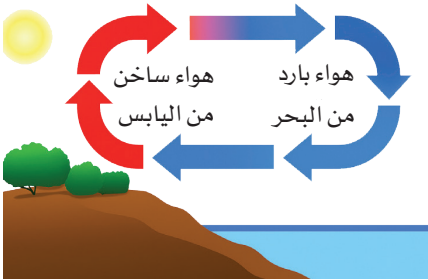 هواء بارد
من البحر
هواء ساخن
من اليابس